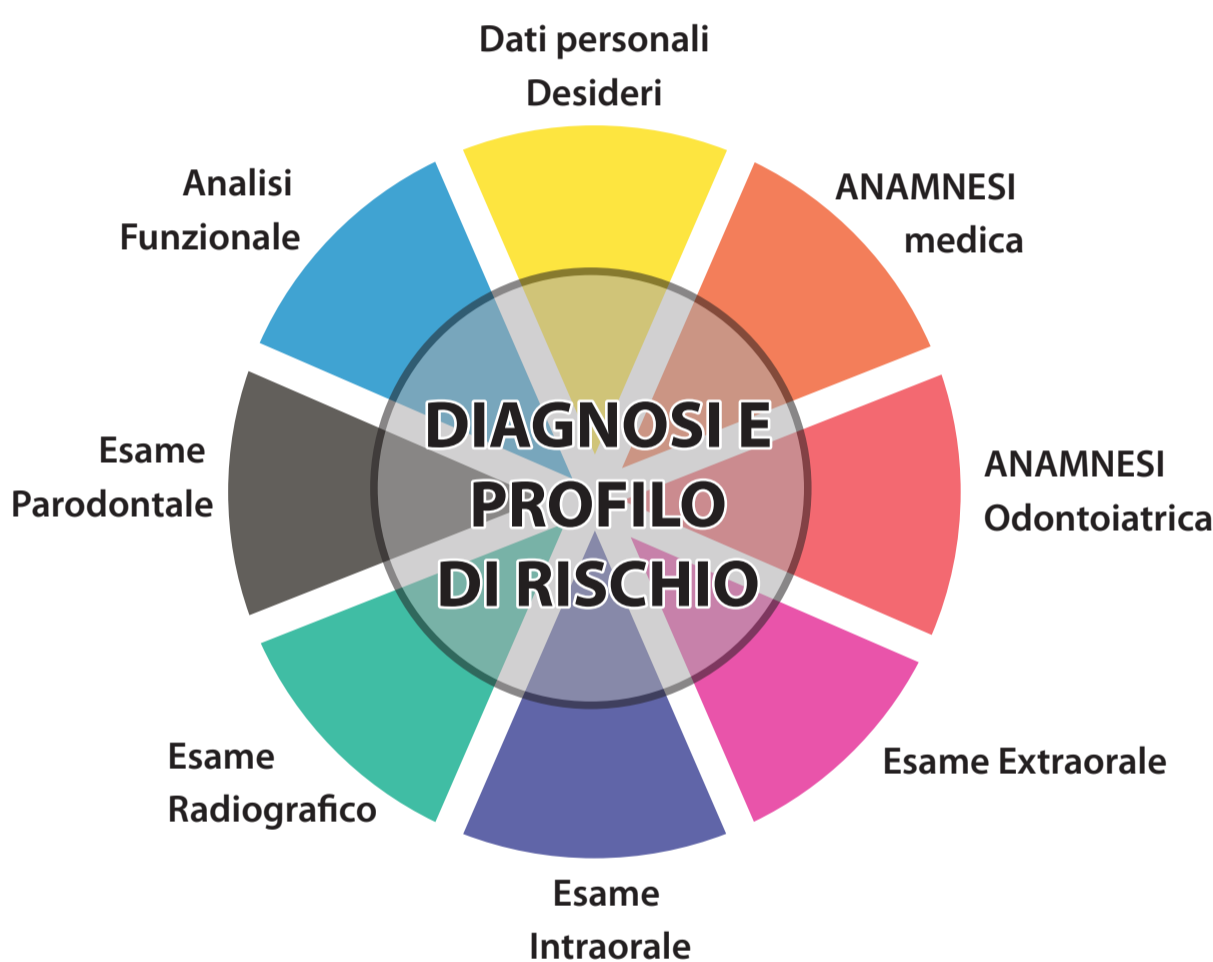 Dati personali
Desideri
ANAMNESI
medica
ANAMNESI
Odontoiatrica
Esame Extraorale
Esame
Intraorale
Esame
Radiografico
Esame
Parodontale
Analisi
Funzionale
DIAGNOSI E
PROFILO
DI RISCHIO